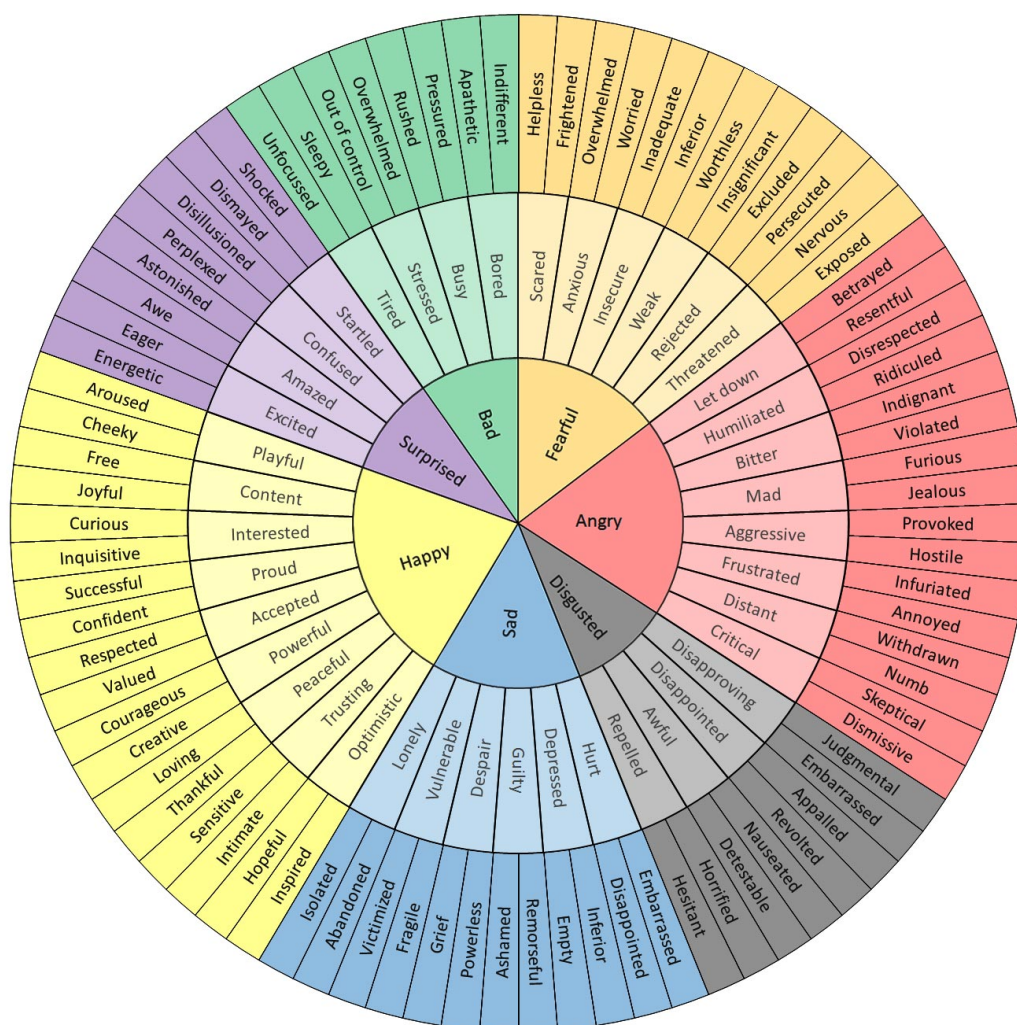 Fearful
Angry
Disgusted
Sad
Happy
Surprised
Bad
Scared
Anxious
Insecure
Weak
Rejected
Threatened
Let down
Humiliated
Bitter
Mad
Aggressive
Frustrated
Distant
Critical
Disapproving
Disappointed
Awful
Repelled
Hurt
Depressed
Guilty
Despair
Vulnerable
Lonely
Optimistic
Trusting
Peaceful
Powerful
Accepted
Proud
Interested
Content
Playful
Excited
Amazed
Confused
Startled
Tired
Stressed
Busy
Bored
Helpless
Frightened
Overwhelmed
Worried
Inadequate
Inferior
Worthless
Insignificant
Excluded
Persecuted
Nervous
Exposed
Betrayed
Resentful
Disrespected
Ridiculed
Indignant
Violated
Furious
Jealous
Provoked
Hostile
Infuriated
Annoyed
Withdrawn
Numb
Skeptical
Dismissive
Judgmental
Embarrassed
Appalled
Revolted
Nauseated
Detestable
Horrified
Hesitant
Embarrassed
Disappointed
Inferior
Empty
Remorseful
Ashamed
Powerless
Grief
Fragile
Victimized
Abandoned
Isolated
Inspired
Hopeful
Intimate
Sensitive
Thankful
Loving
Creative
Courageous
Valued
Respected
Confident
Successful
Inquisitive
Curious
Joyful
Free
Cheeky
Aroused
Energetic
Eager
Awe
Astonished
Perplexed
Disillusioned
Dismayed
Shocked
Unfocussed
Sleepy
Out of control
Overwhelmed
Rushed
Pressured
Apathetic
Indifferent